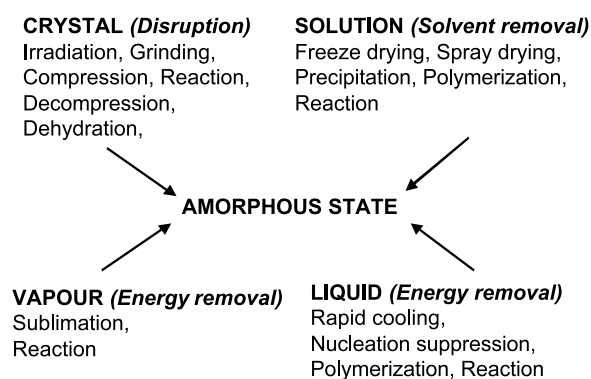 CRYSTAL (Disruption)
Irradiation, Grinding,
Compression, Reaction,
Decompression,
Dehydration,
SOLUTION (Solvent removal)
Freeze drying, Spray drying,
Precipitation, Polymerization,
Reaction
AMORPHOUS STATE
VAPOUR (Energy removal)
Sublimation,
Reaction
LIQUID (Energy removal)
Rapid cooling,
Nucleation suppression,
Polymerization, Reaction